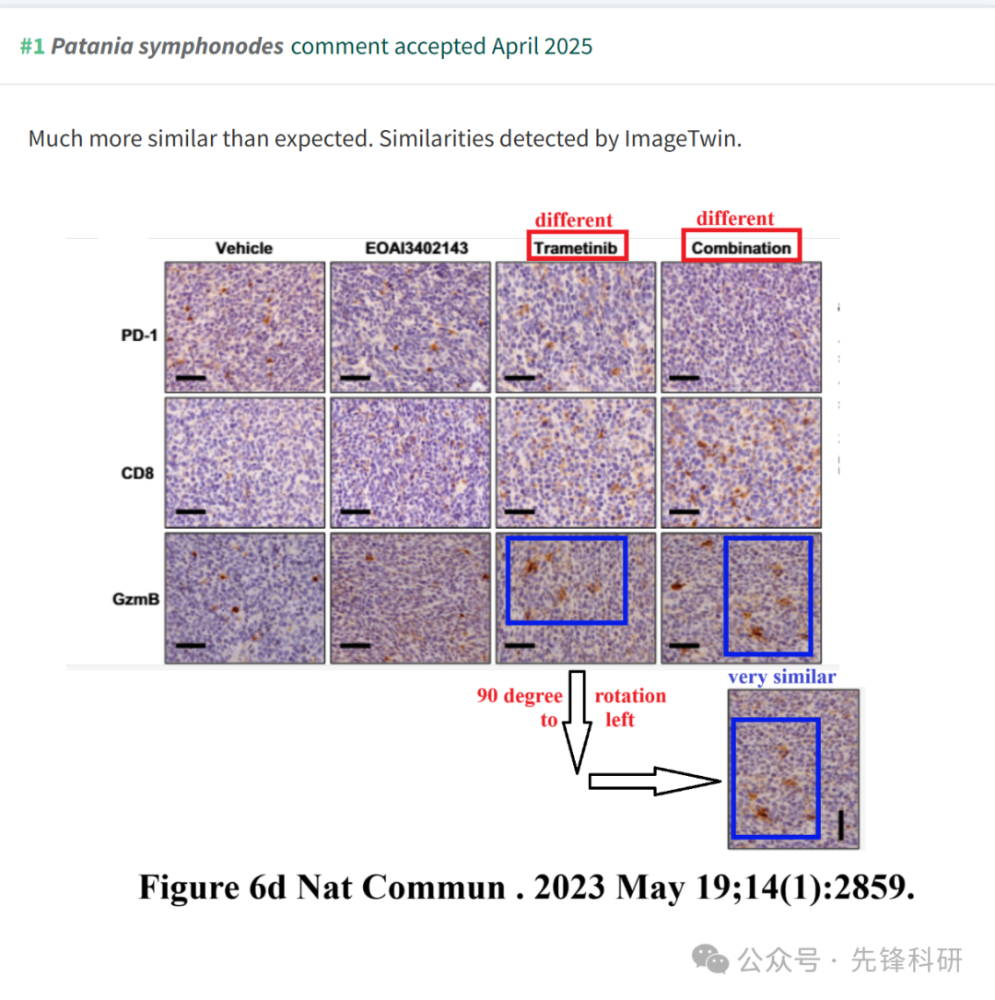 #1 Patania symphonodes comment accepted April 2025
Much more similar than expected. Similarities detected by ImageTwin.
different different
Vehicle EOAI3402143 Trametinib Combination
PD-1
CD8
GzmB
very similar
90 degree rotation
to left
Figure 6d Nat Commun . 2023 May 19;14(1):2859.
公众号 · 先锋科研